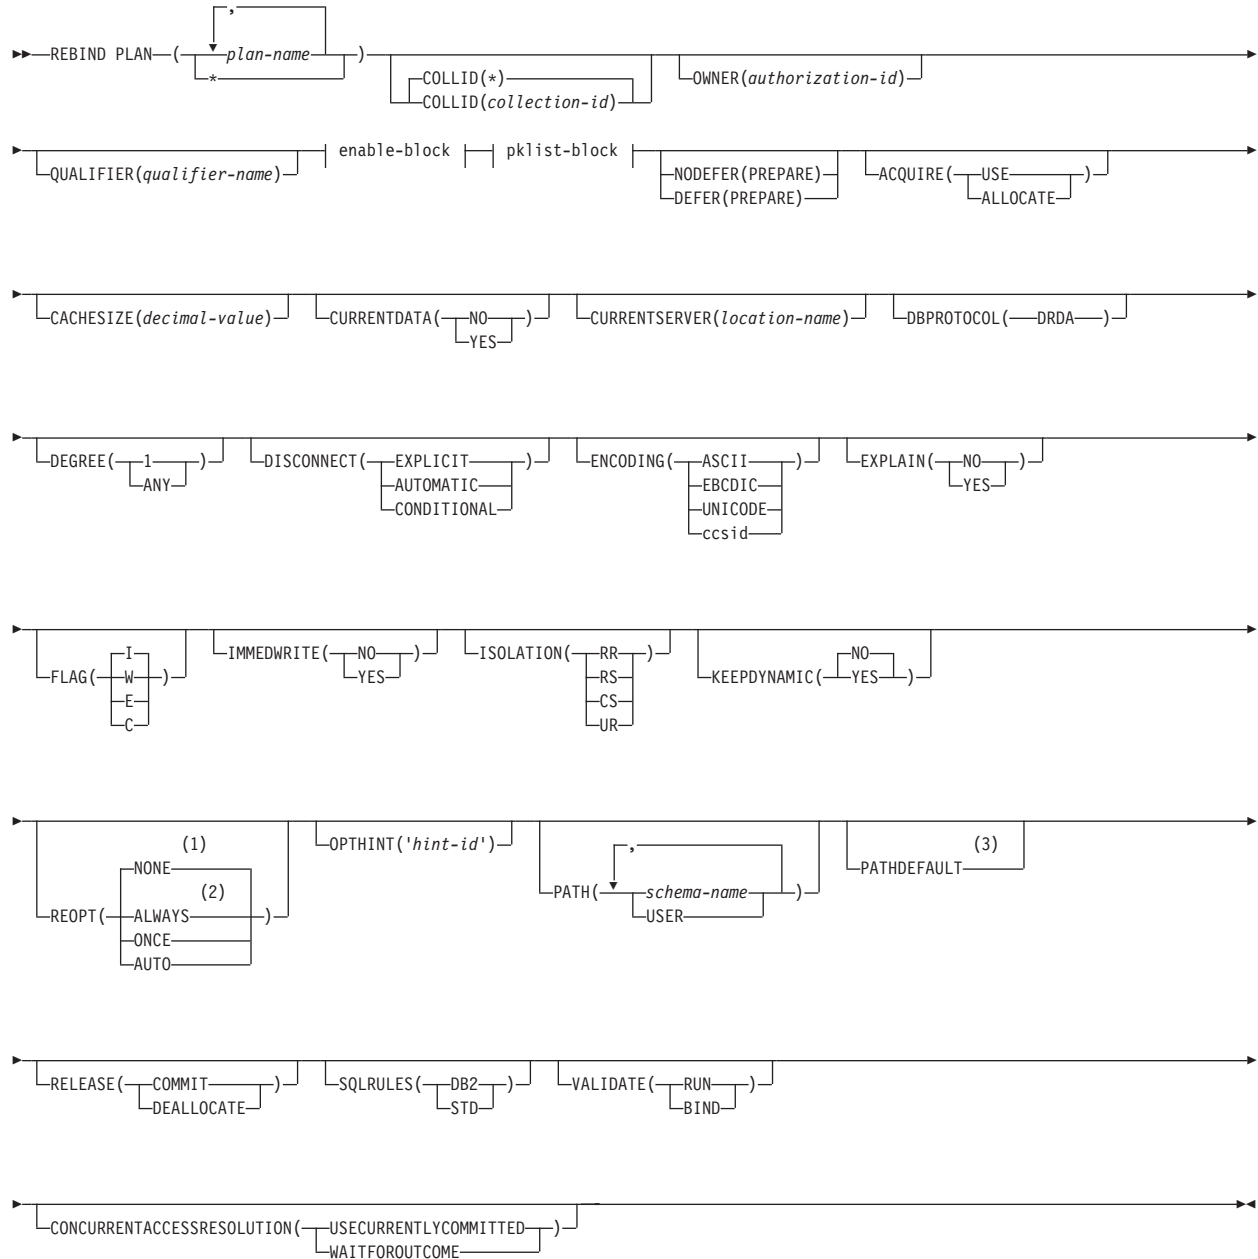 ,
REBIND PLAN ( plan-name )
*
COLLID(*)
COLLID(collection-id)
OWNER(authorization-id)
QUALIFIER(qualifier-name)
enable-block
pklist-block
NODEFER(PREPARE)
DEFER(PREPARE)
ACQUIRE( USE )
ALLOCATE
CACHESIZE(decimal-value)
CURRENTDATA( NO )
YES
CURRENTSERVER(location-name)
DBPROTOCOL( DRDA )
DEGREE( 1 )
ANY
DISCONNECT( EXPLICIT )
AUTOMATIC
CONDITIONAL
ENCODING( ASCII )
EBCDIC
UNICODE
ccsid
EXPLAIN( NO )
YES
I
FLAG( W )
E
C
IMMEDWRITE( NO )
YES
ISOLATION( RR )
RS
CS
UR
NO
KEEPDYNAMIC( YES )
(1)
NONE
(2)
REOPT( ALWAYS )
ONCE
AUTO
OPTHINT('hint-id')
,
PATH( schema-name )
USER
(3)
PATHDEFAULT
RELEASE( COMMIT )
DEALLOCATE
SQLRULES( DB2 )
STD
VALIDATE( RUN )
BIND
CONCURRENTACCESSRESOLUTION( USECURRENTLYCOMMITTED )
WAITFOROUTCOME